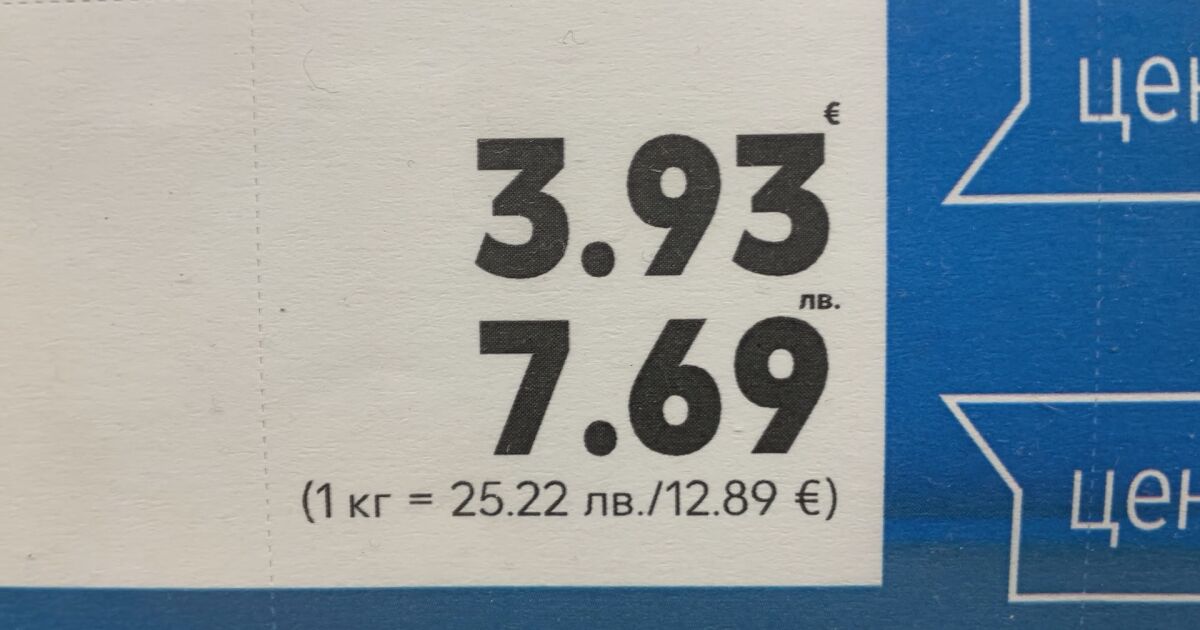 €
3.93
лв.
7.69
(1 кг = 25.22 лв./12.89 €)